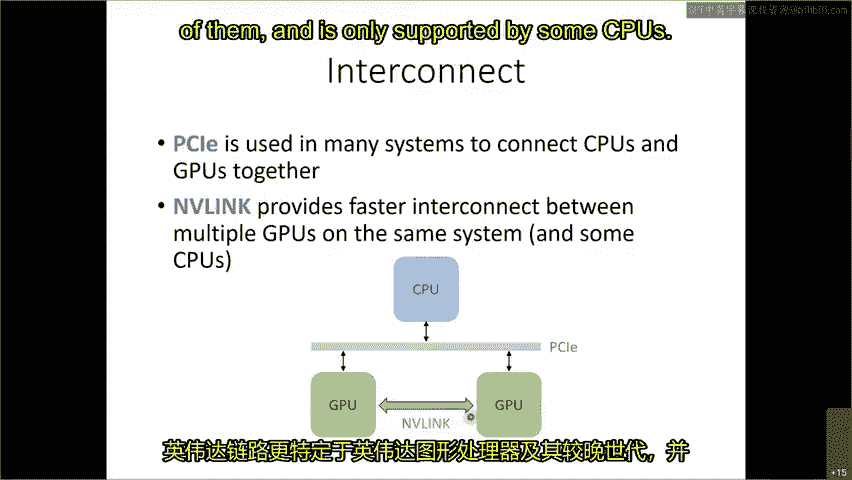 of them, and is only supported by some CPUs.
Interconnect
• PCIe is used in many systems to connect CPUs and
GPUs together
• NVLINK provides faster interconnect between
multiple GPUs on the same system (and some
CPUs)
CPU
PCIe
GPU
GPU
NVLINK
英伟达链路更特定于英伟达图形处理器及其较晚世代，并
+15